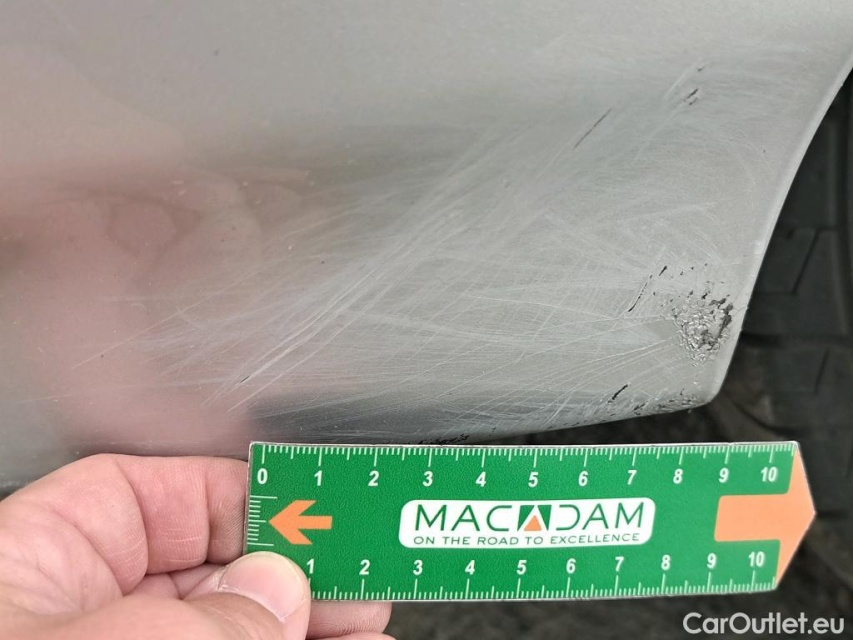 0 1 2 3 4 5 6 7 8 9 10
MACADAM
ON THE ROAD TO EXCELLENCE
1 2 3 4 5 6 7 8 9 10
CarOutlet.eu